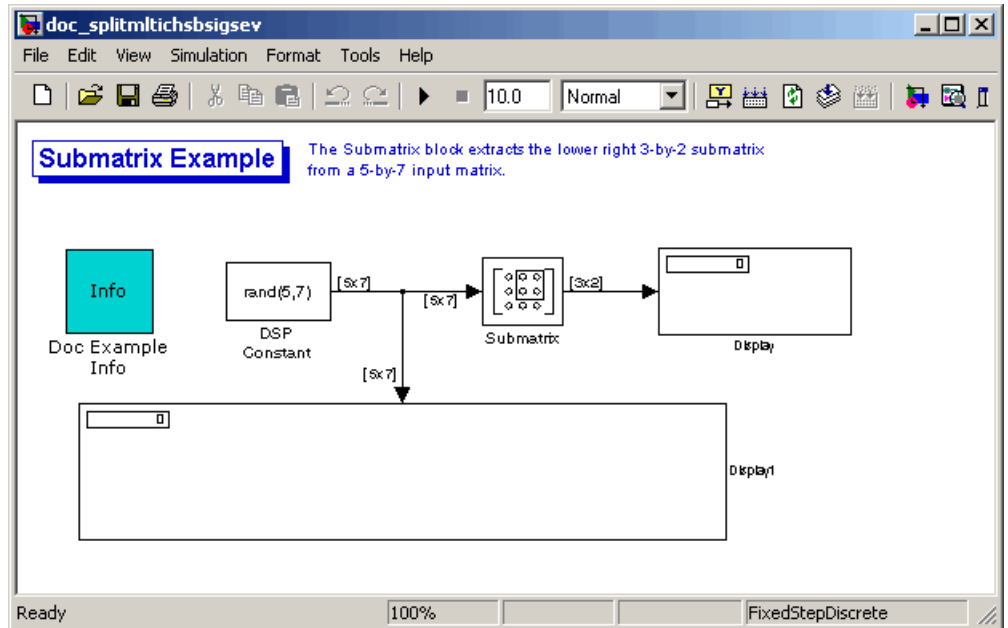 doc_splitmltichsbsigsev
File Edit View Simulation Format Tools Help
10.0 Normal
Submatrix Example
The Submatrix block extracts the lower right 3-by-2 submatrix
from a 5-by-7 input matrix.
Info
Doc Example
Info
rand(5,7)
DSP
Constant
[5x7]
[5x7]
Submatrix
[3x2]
0
Display
[5x7]
0
Display1
Ready 100% FixedStepDiscrete